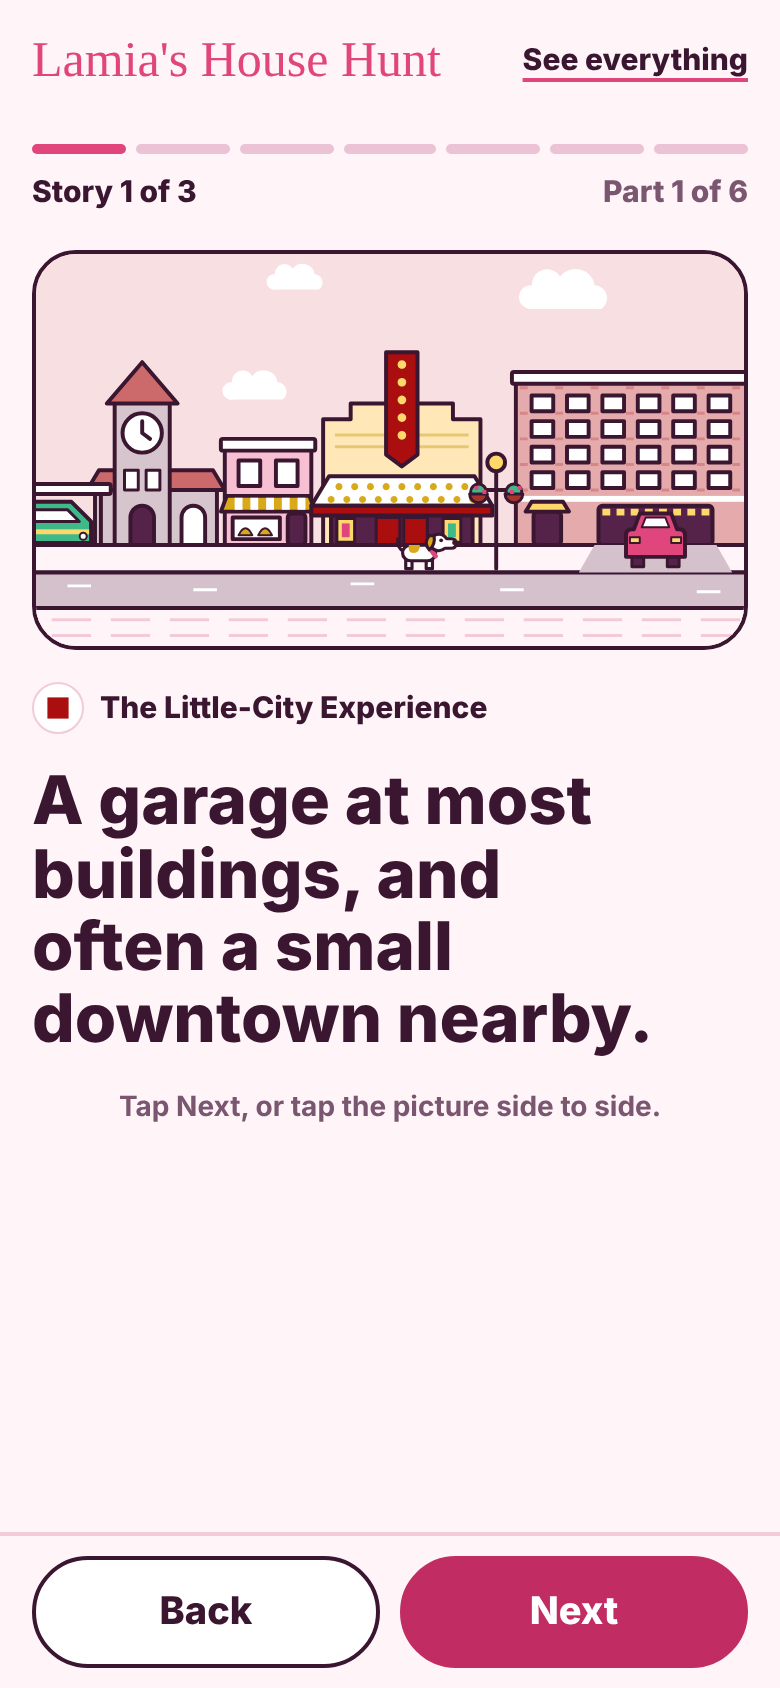 Lamia's House Hunt
See everything
Story 1 of 3
Part 1 of 6
The Little-City Experience
A garage at most
buildings, and
often a small
downtown nearby.
Tap Next, or tap the picture side to side.
Back
Next